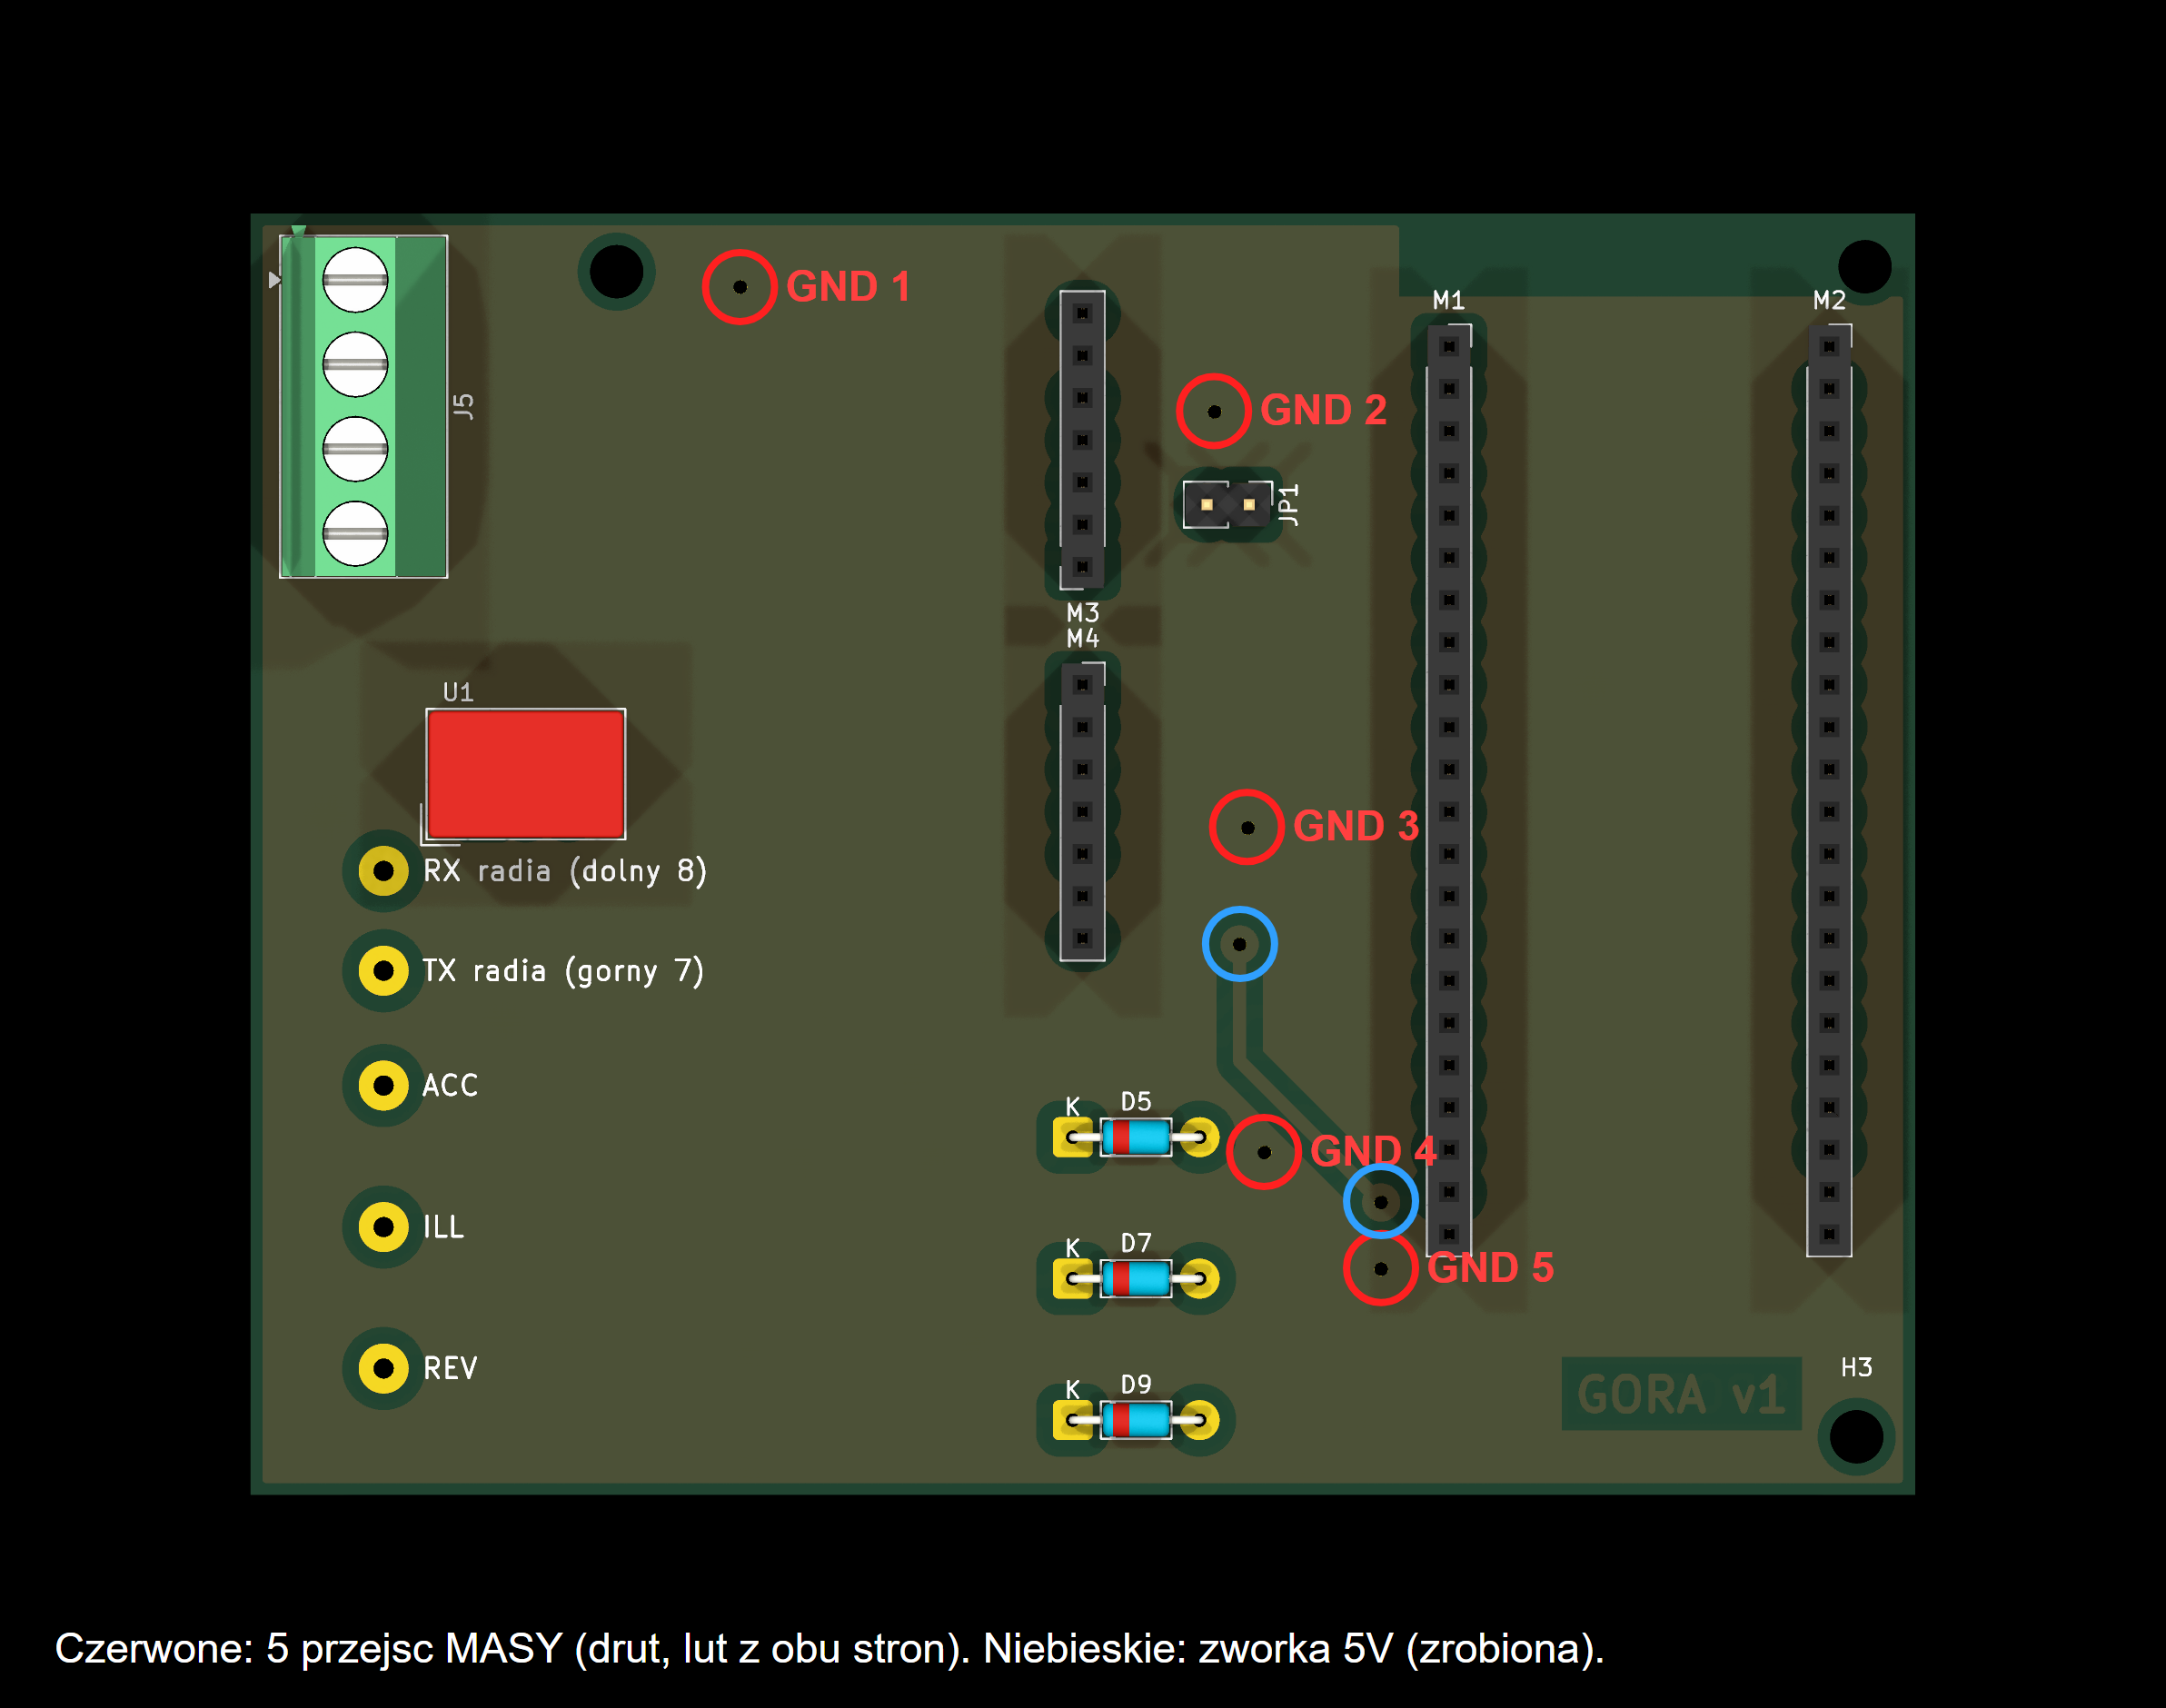 GND 1
M1
M2
J5
GND 2
JP1
M3
M4
U1
GND 3
RX radia (dolny 8)
TX radia (gorny 7)
ACC
K
D5
GND 4
ILL
K
D7
GND 5
REV
K
D9
H3
GORA v1
Czerwone: 5 przejsc MASY (drut, lut z obu stron). Niebieskie: zworka 5V (zrobiona).